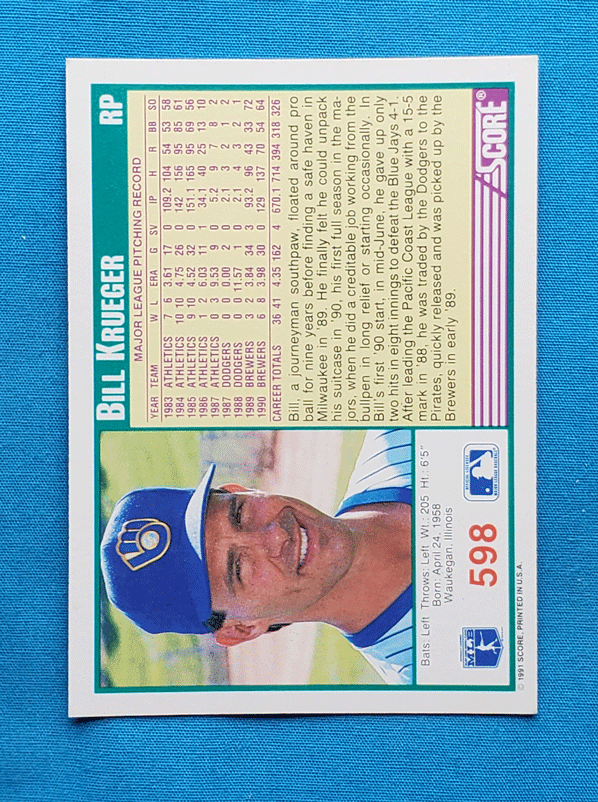 BILL KRUEGER RP
MAJOR LEAGUE PITCHING RECORD
YEAR TEAM W L ERA G SV IP H R BB SO
1983 ATHLETICS 7 6 3.61 17 0 109.2 104 54 53 58
1984 ATHLETICS 10 10 4.75 26 0 142 156 95 85 61
1985 ATHLETICS 9 10 4.52 32 0 151.1 165 95 69 56
1986 ATHLETICS 1 2 6.03 11 1 34.1 40 25 13 10
1987 ATHLETICS 0 3 9.53 9 0 5.2 9 7 8 2
1987 DODGERS 0 0 0.00 2 0 2.1 3 2 1 2
1988 DODGERS 0 0 11.57 1 0 2.1 4 3 2 1
1989 BREWERS 3 2 3.84 34 3 93.2 96 43 33 72
1990 BREWERS 6 8 3.98 30 0 129 137 70 54 64
CAREER TOTALS 36 41 4.35 162 4 670.1 714 394 318 326
Bill, a journeyman southpaw, floated around pro
ball for nine years before finding a safe haven in
Milwaukee in '89. He finally felt he could unpack
his suitcase in '90, his first full season in the ma-
jors, when he did a creditable job working from the
bullpen in long relief or starting occasionally. In
Bill's first '90 start, in mid-June, he gave up only
two hits in eight innings to defeat the Blue Jays 4-1.
After leading the Pacific Coast League with a 15-5
mark in '88, he was traded by the Dodgers to the
Pirates, quickly released and was picked up by the
Brewers in early '89.
SCORE®
Bats: Left Throws: Left Wt.: 205 Ht.: 6'5"
Born: April 24, 1958
Waukegan, Illinois
598
MLB
OFFICIAL LICENSEE
MAJOR LEAGUE BASEBALL
© 1991 SCORE, PRINTED IN U.S.A.